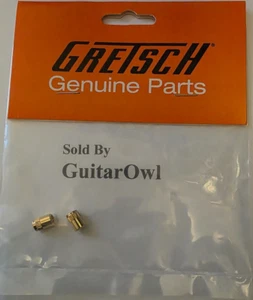 GRETSCH
Genuine Parts
Sold By
GuitarOwl